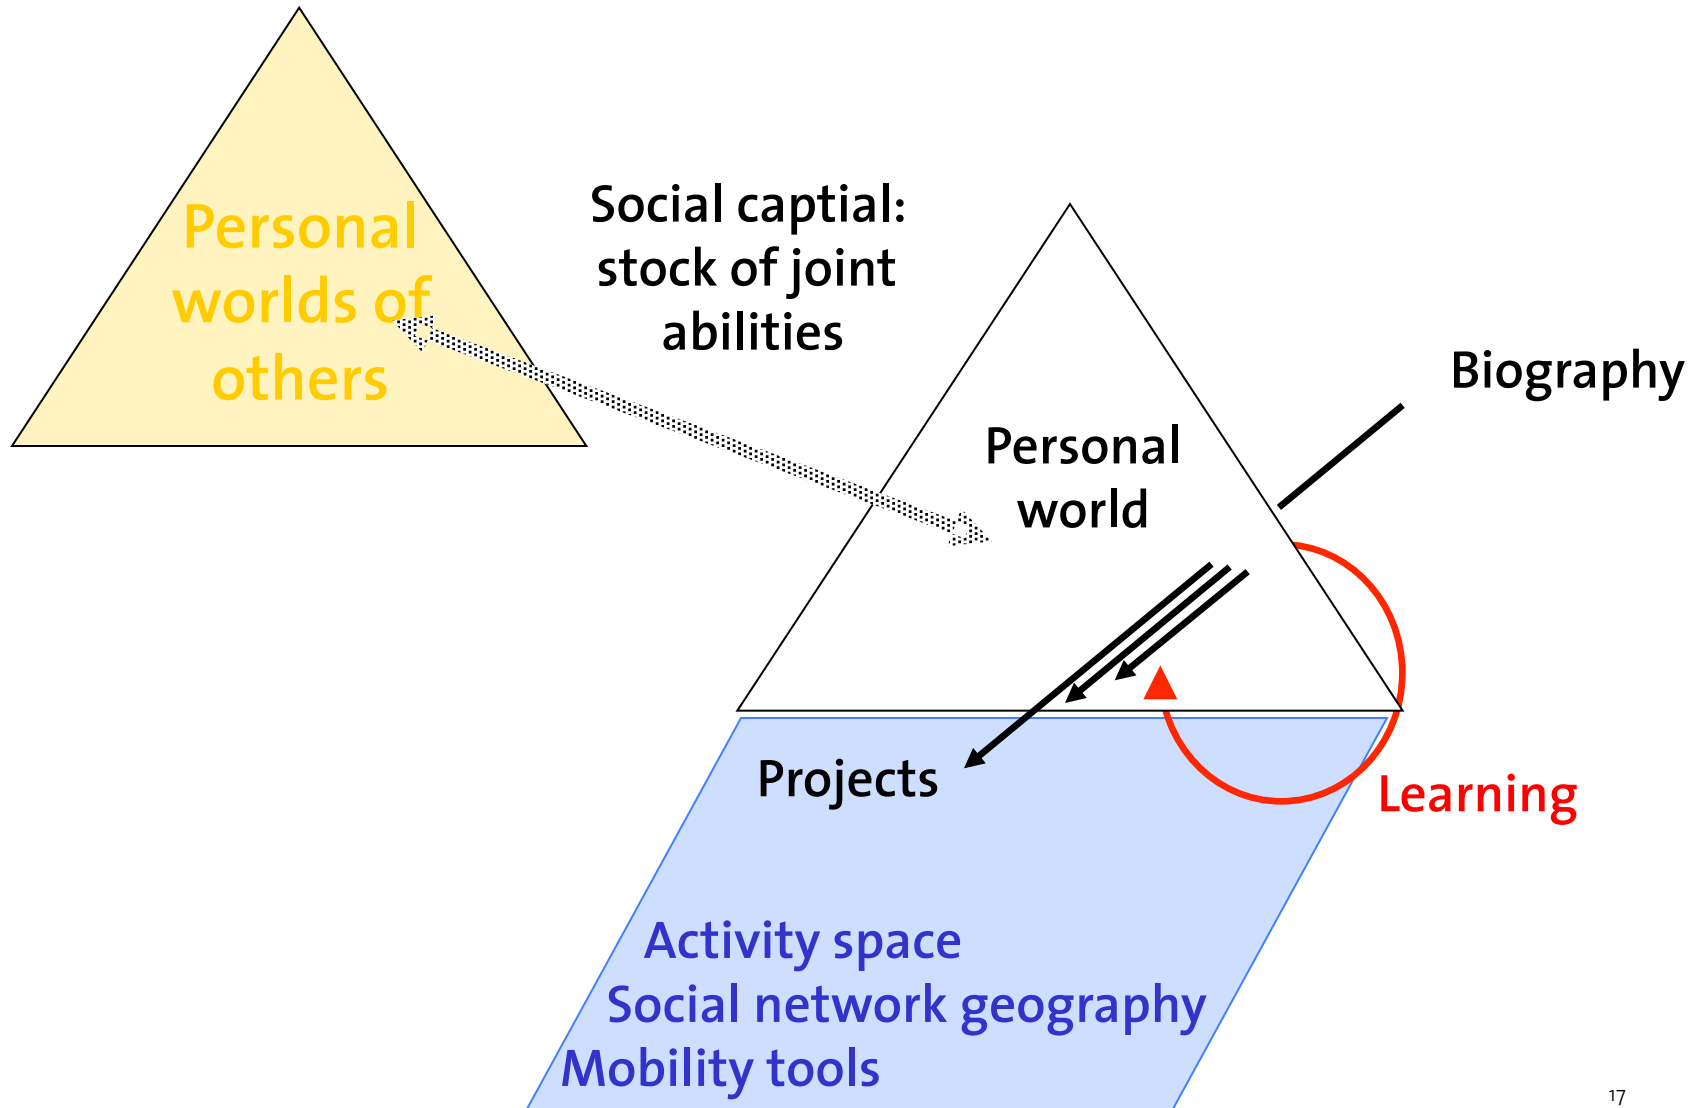 Personal
worlds of
others
Social captial:
stock of joint
abilities
Biography
Personal
world
Projects
Learning
Activity space
Social network geography
Mobility tools
17